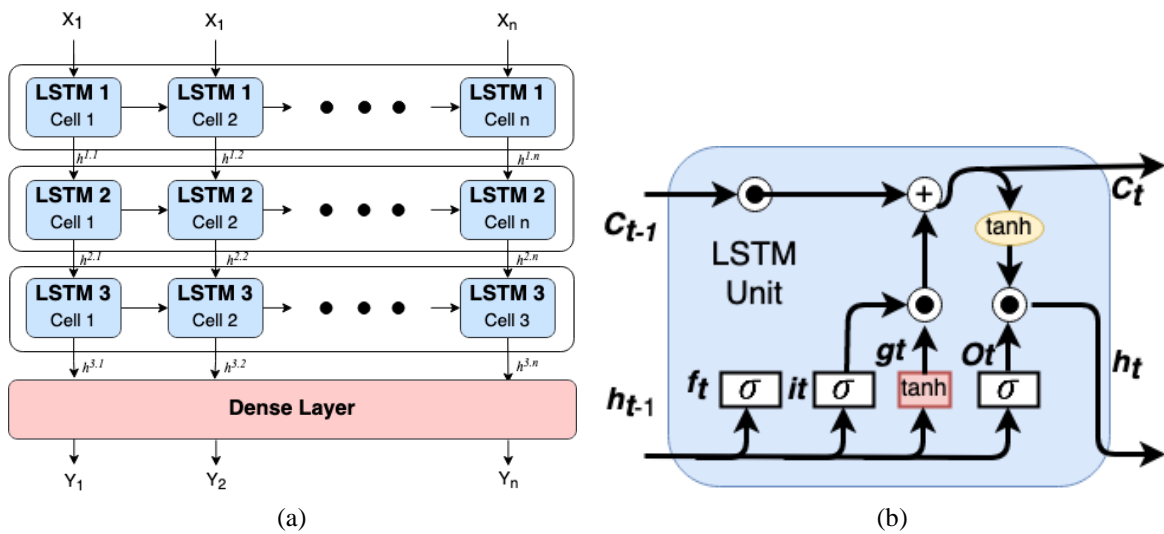 X1 X1 Xn
LSTM 1 LSTM 1 LSTM 1
Cell 1 Cell 2 Cell n
h1.1 h1.2 h1.n
LSTM 2 LSTM 2 LSTM 2
Cell 1 Cell 2 Cell n
h2.1 h2.2 h2.n
LSTM 3 LSTM 3 LSTM 3
Cell 1 Cell 2 Cell 3
h3.1 h3.2 h3.n
Dense Layer
Y1 Y2 Yn
(a)
Ct-1
+
Ct
tanh
LSTM
Unit
gt Ot
ft σ it σ tanh σ
ht-1
ht
(b)